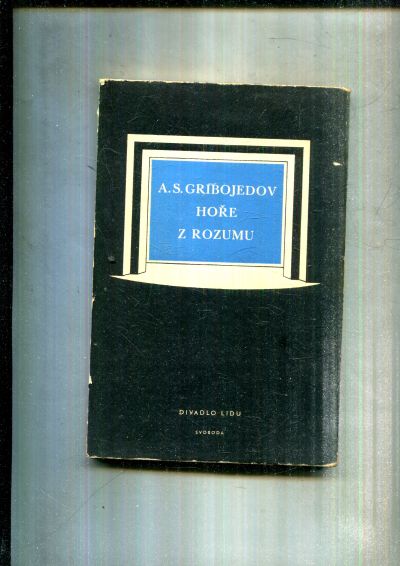 A. S. GRIBOJEDOV
HOŘE
Z ROZUMU
DIVADLO LIDU
SVOBODA